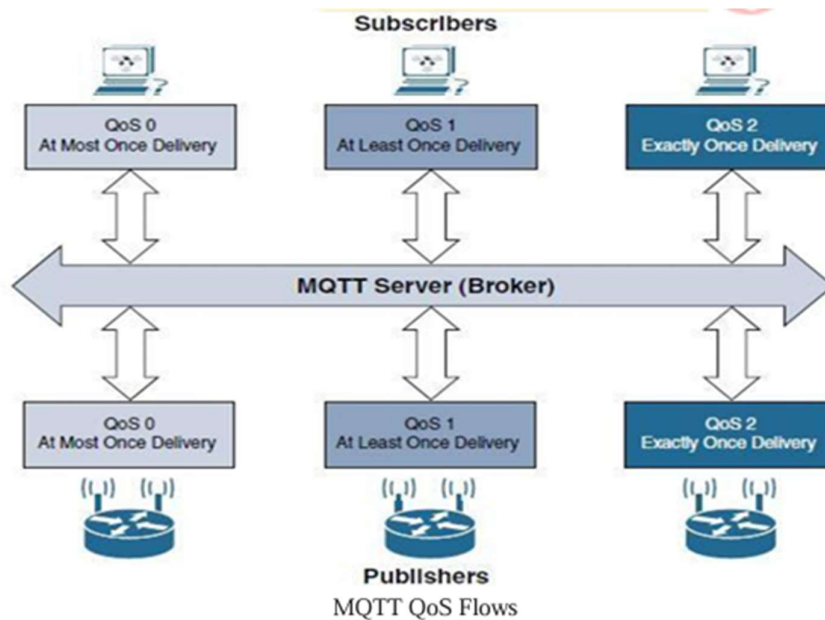 Subscribers
QoS 0
At Most Once Delivery
QoS 1
At Least Once Delivery
QoS 2
Exactly Once Delivery
MQTT Server (Broker)
QoS 0
At Most Once Delivery
QoS 1
At Least Once Delivery
QoS 2
Exactly Once Delivery
Publishers
MQTT QoS Flows